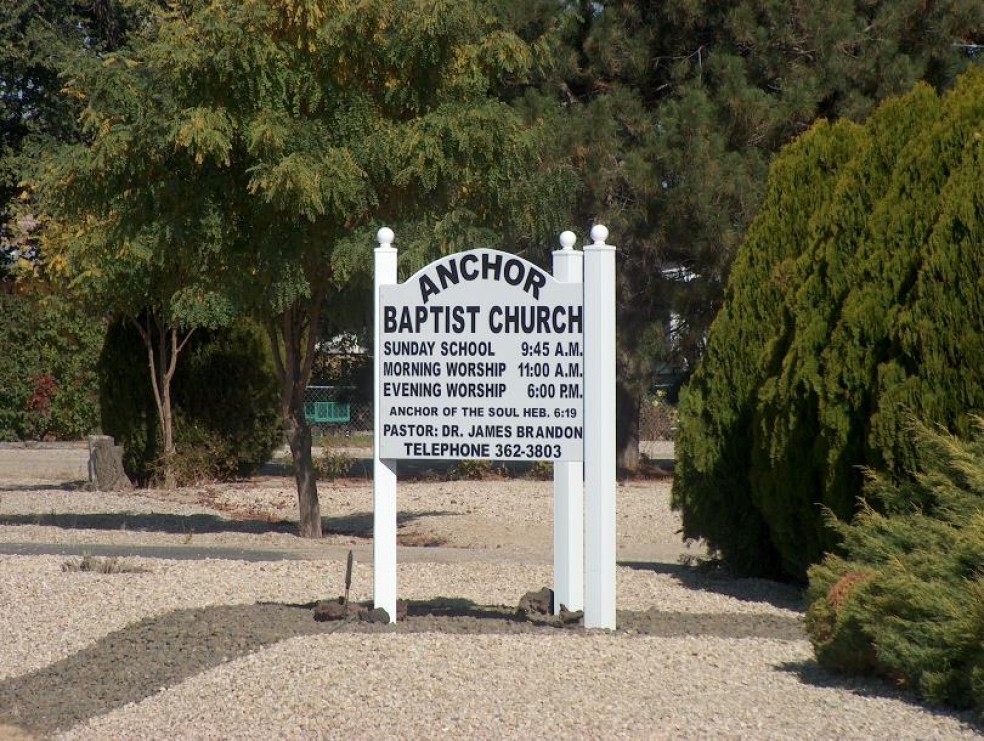 ANCHOR
BAPTIST CHURCH
SUNDAY SCHOOL 9:45 A.M.
MORNING WORSHIP 11:00 A.M.
EVENING WORSHIP 6:00 P.M.
ANCHOR OF THE SOUL HEB. 6:19
PASTOR: DR. JAMES BRANDON
TELEPHONE 362-3803